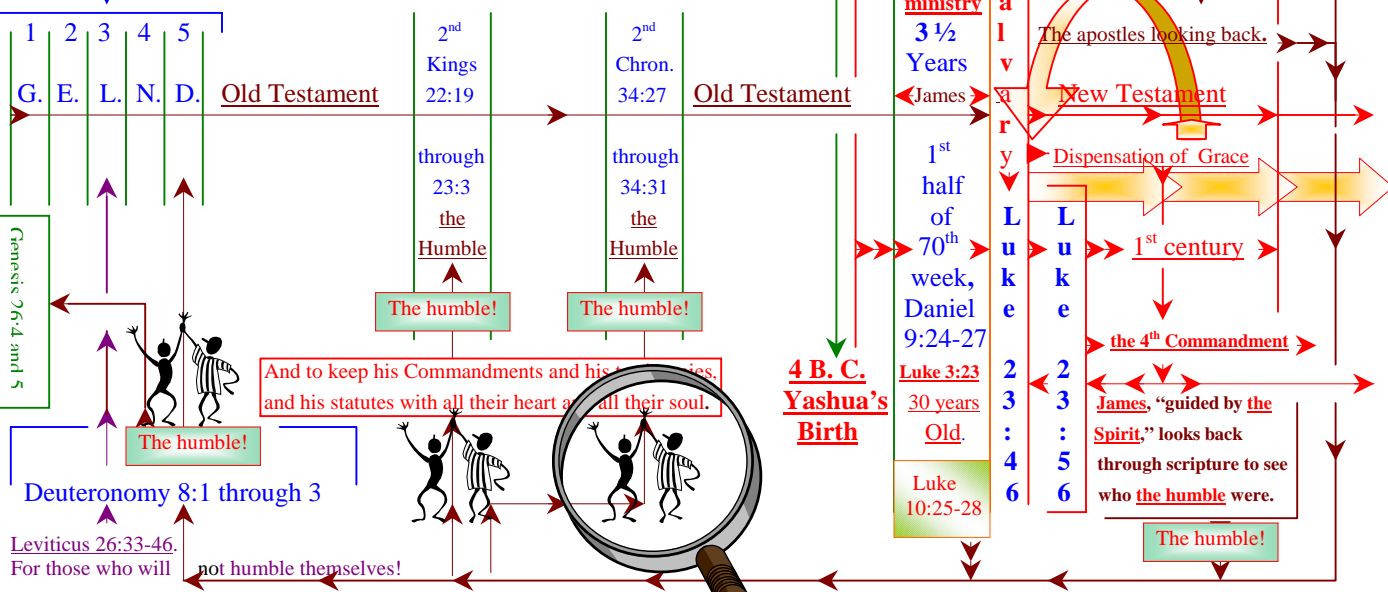 1 2 3 4 5
G. E. L. N. D.
Old Testament
Genesis 26:4 and 5
The humble!
Deuteronomy 8:1 through 3
Leviticus 26:33-46.
For those who will not humble themselves!
2nd
Kings
22:19
through
23:3
the
Humble
The humble!
2nd
Chron.
34:27
through
34:31
the
Humble
The humble!
And to keep his Commandments and his
and his statutes with all their heart and all their soul.
Old Testament
4 B. C.
Yashua's
Birth
ministry
3 ½
Years
James
1st
half
of
70th
week,
Daniel
9:24-27
Luke 3:23
30 years
Old.
Luke
10:25-28
a
l
v
a
r
y
L
u
k
e
2
3
:
4
6
L
u
k
e
2
3
:
5
6
The apostles looking back.
New Testament
Dispensation of Grace
1st century
the 4th Commandment
James, “guided by the
Spirit,” looks back
through scripture to see
who the humble were.
The humble!